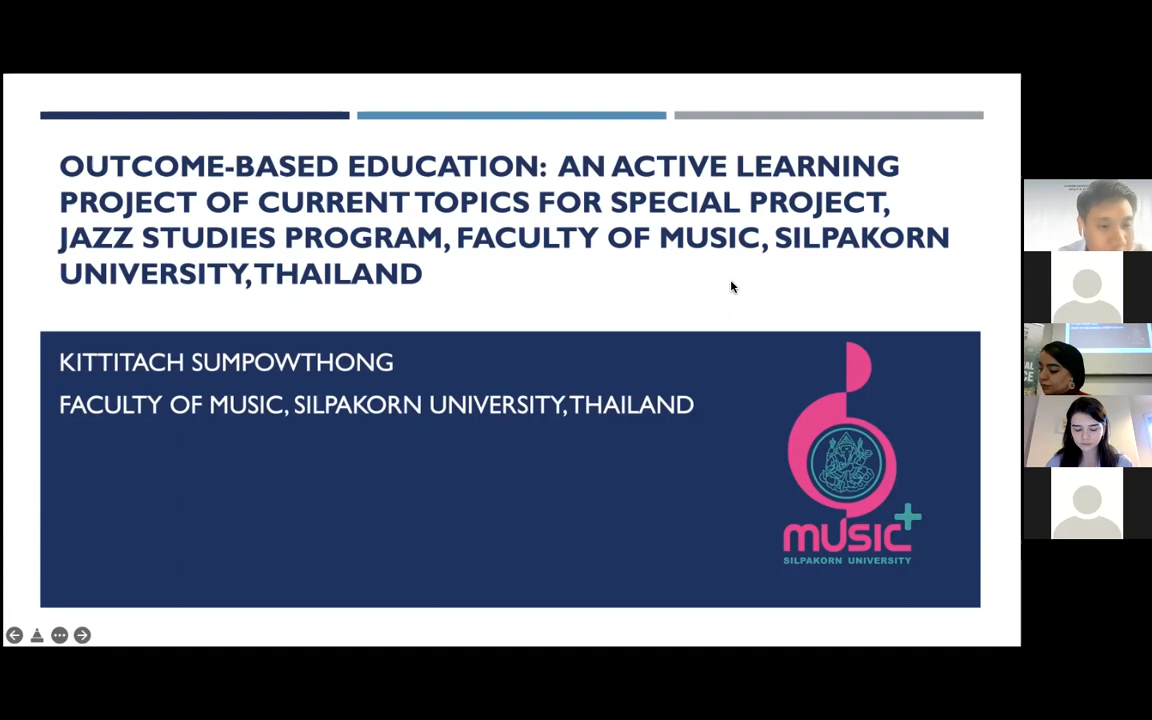 OUTCOME-BASED EDUCATION: AN ACTIVE LEARNING
PROJECT OF CURRENT TOPICS FOR SPECIAL PROJECT,
JAZZ STUDIES PROGRAM, FACULTY OF MUSIC, SILPAKORN
UNIVERSITY, THAILAND
KITTITACH SUMPOWTHONG
FACULTY OF MUSIC, SILPAKORN UNIVERSITY, THAILAND
MUSIC+
SILPAKORN UNIVERSITY